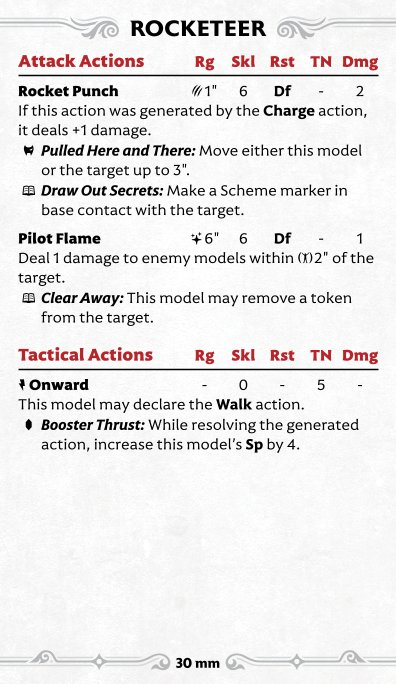 ROCKETEER
Attack Actions Rg Skl Rst TN Dmg
Rocket Punch 1" 6 Df - 2
If this action was generated by the Charge action,
it deals +1 damage.
Pulled Here and There: Move either this model
or the target up to 3".
Draw Out Secrets: Make a Scheme marker in
base contact with the target.
Pilot Flame 6" 6 Df - 1
Deal 1 damage to enemy models within 2" of the
target.
Clear Away: This model may remove a token
from the target.
Tactical Actions Rg Skl Rst TN Dmg
Onward - 0 - 5 -
This model may declare the Walk action.
Booster Thrust: While resolving the generated
action, increase this model's Sp by 4.
30 mm